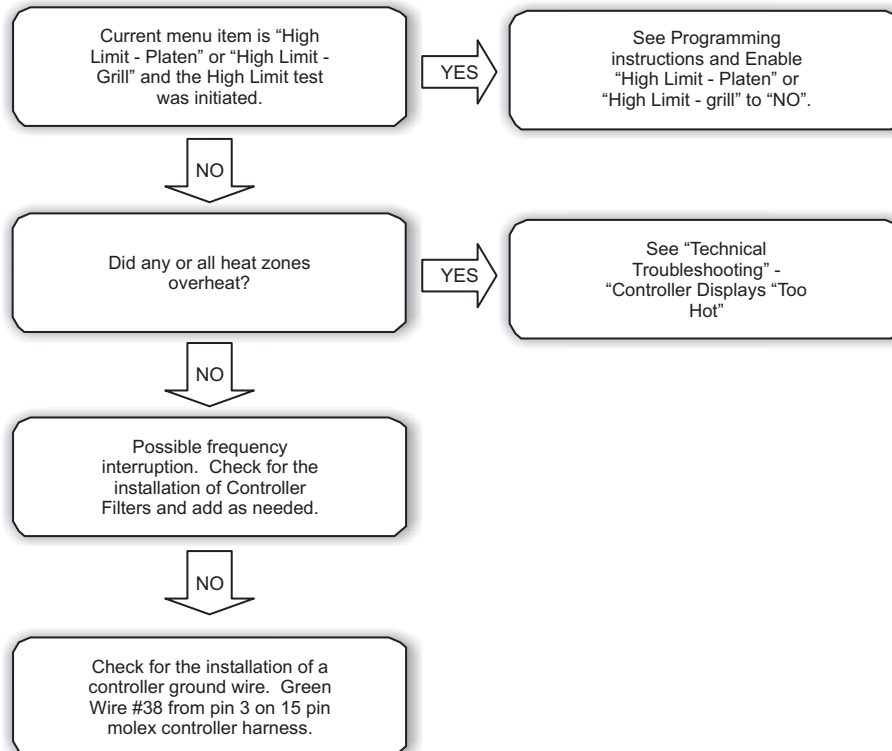 Current menu item is “High
Limit - Platen” or “High Limit -
Grill” and the High Limit test
was initiated.
YES
See Programming
instructions and Enable
“High Limit - Platen” or
“High Limit - grill” to “NO”.
NO
Did any or all heat zones
overheat?
YES
See “Technical
Troubleshooting” -
“Controller Displays “Too
Hot”
NO
Possible frequency
interruption.  Check for the
installation of Controller
Filters and add as needed.
NO
Check for the installation of a
controller ground wire.  Green
Wire #38 from pin 3 on 15 pin
molex controller harness.